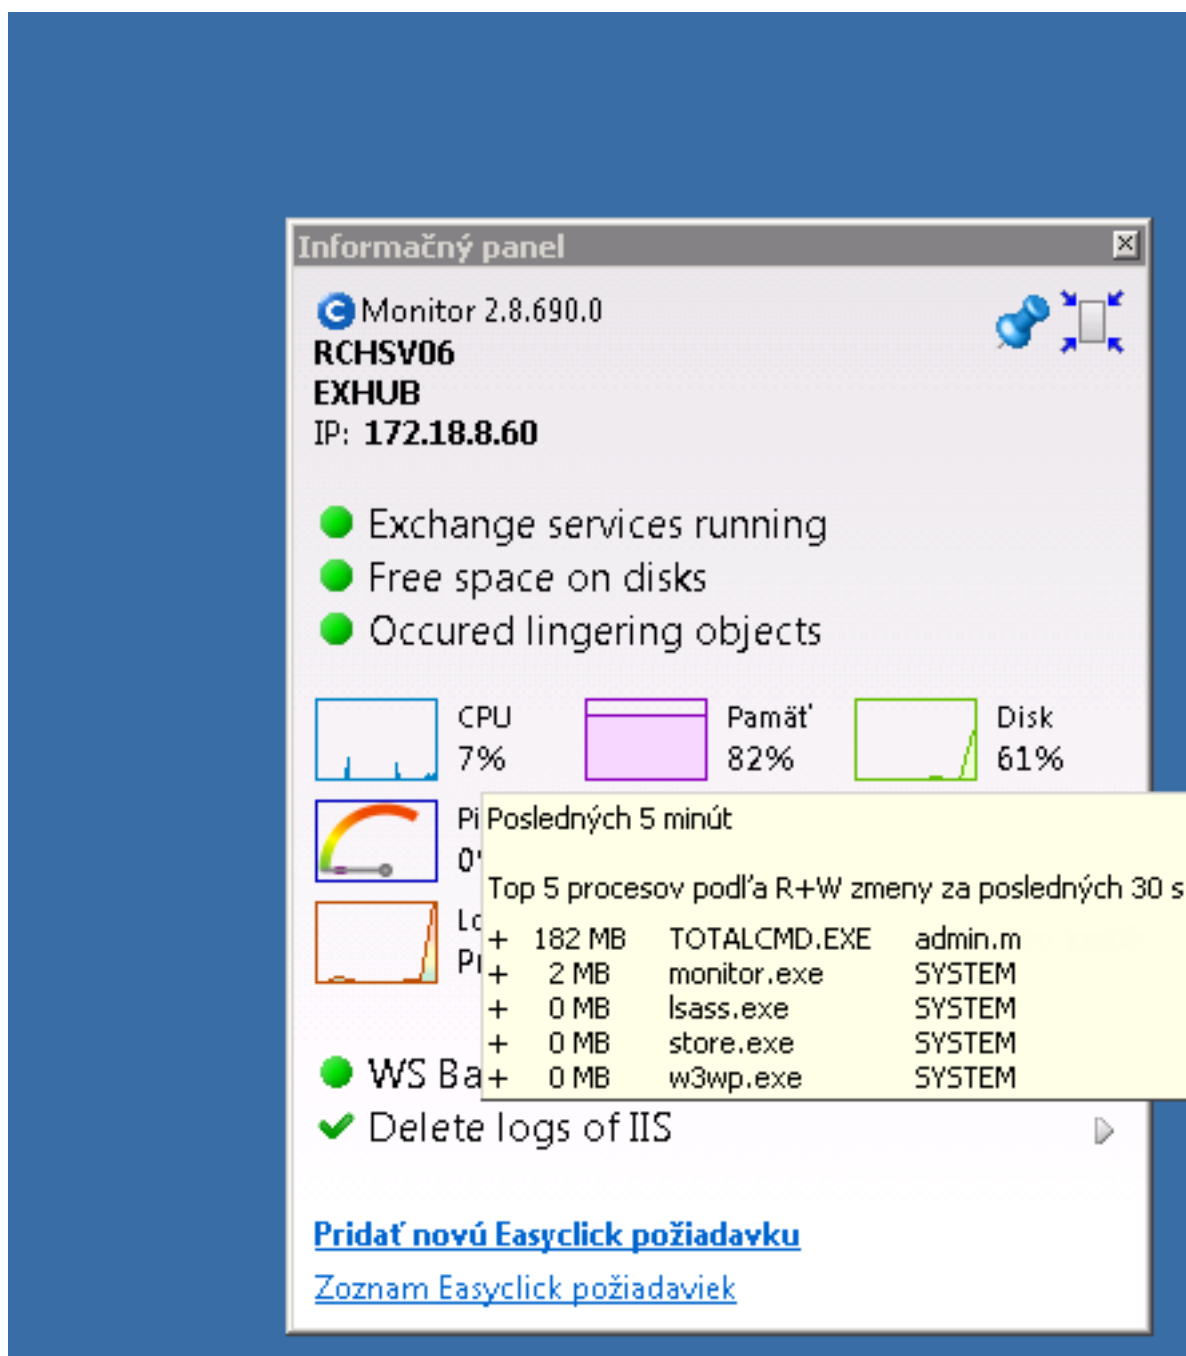 Informačný panel
Monitor 2.8.690.0
RCHSV06
EXHUB
IP: 172.18.8.60
Exchange services running
Free space on disks
Occured lingering objects
CPU
7%
Pamäť
82%
Disk
61%
Posledných 5 minút
Top 5 procesov podľa R+W zmeny za posledných 30 s
+ 182 MB TOTALCMD.EXE admin.m
+ 2 MB monitor.exe SYSTEM
+ 0 MB lsass.exe SYSTEM
+ 0 MB store.exe SYSTEM
+ 0 MB w3wp.exe SYSTEM
WS Ba
Delete logs of IIS
Pridať novú Easyclick požiadavku
Zoznam Easyclick požiadaviek